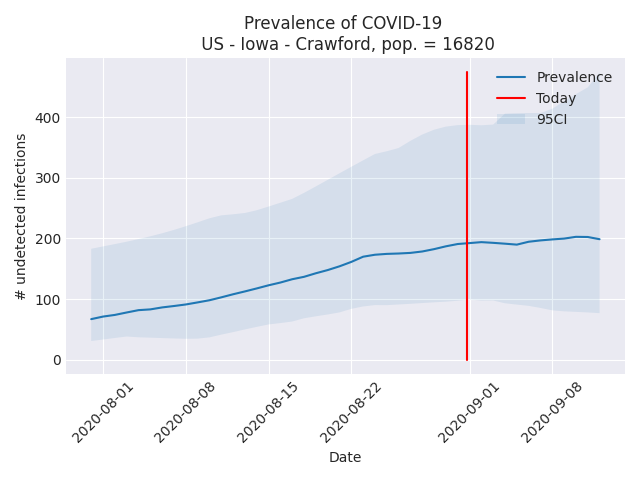 Prevalence of COVID-19
US - Iowa - Crawford, pop. = 16820
Prevalence
Today
95CI
# undetected infections
400
300
200
100
0
2020-08-01
2020-08-08
2020-08-15
2020-08-22
2020-09-01
2020-09-08
Date